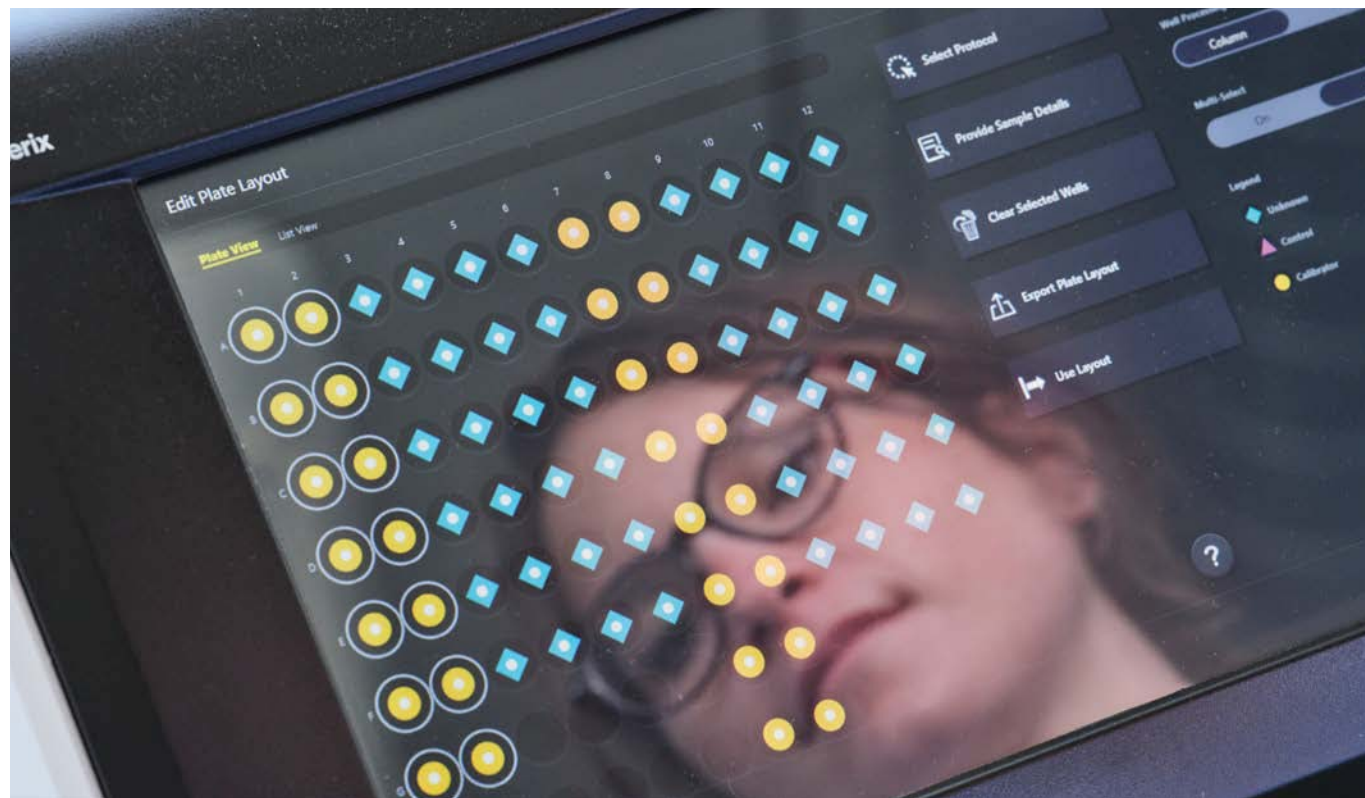 erix
Edit Plate Layout
Plate View List View
1 2 3 4 5 6 7 8 9 10 11 12
A
B
C
D
E
F
G
Select Protocol
Provide Sample Details
Clear Selected Wells
Export Plate Layout
Use Layout
Well Processing
Column
Multi-Select
On
Legend
Unknown
Control
Calibrator
?